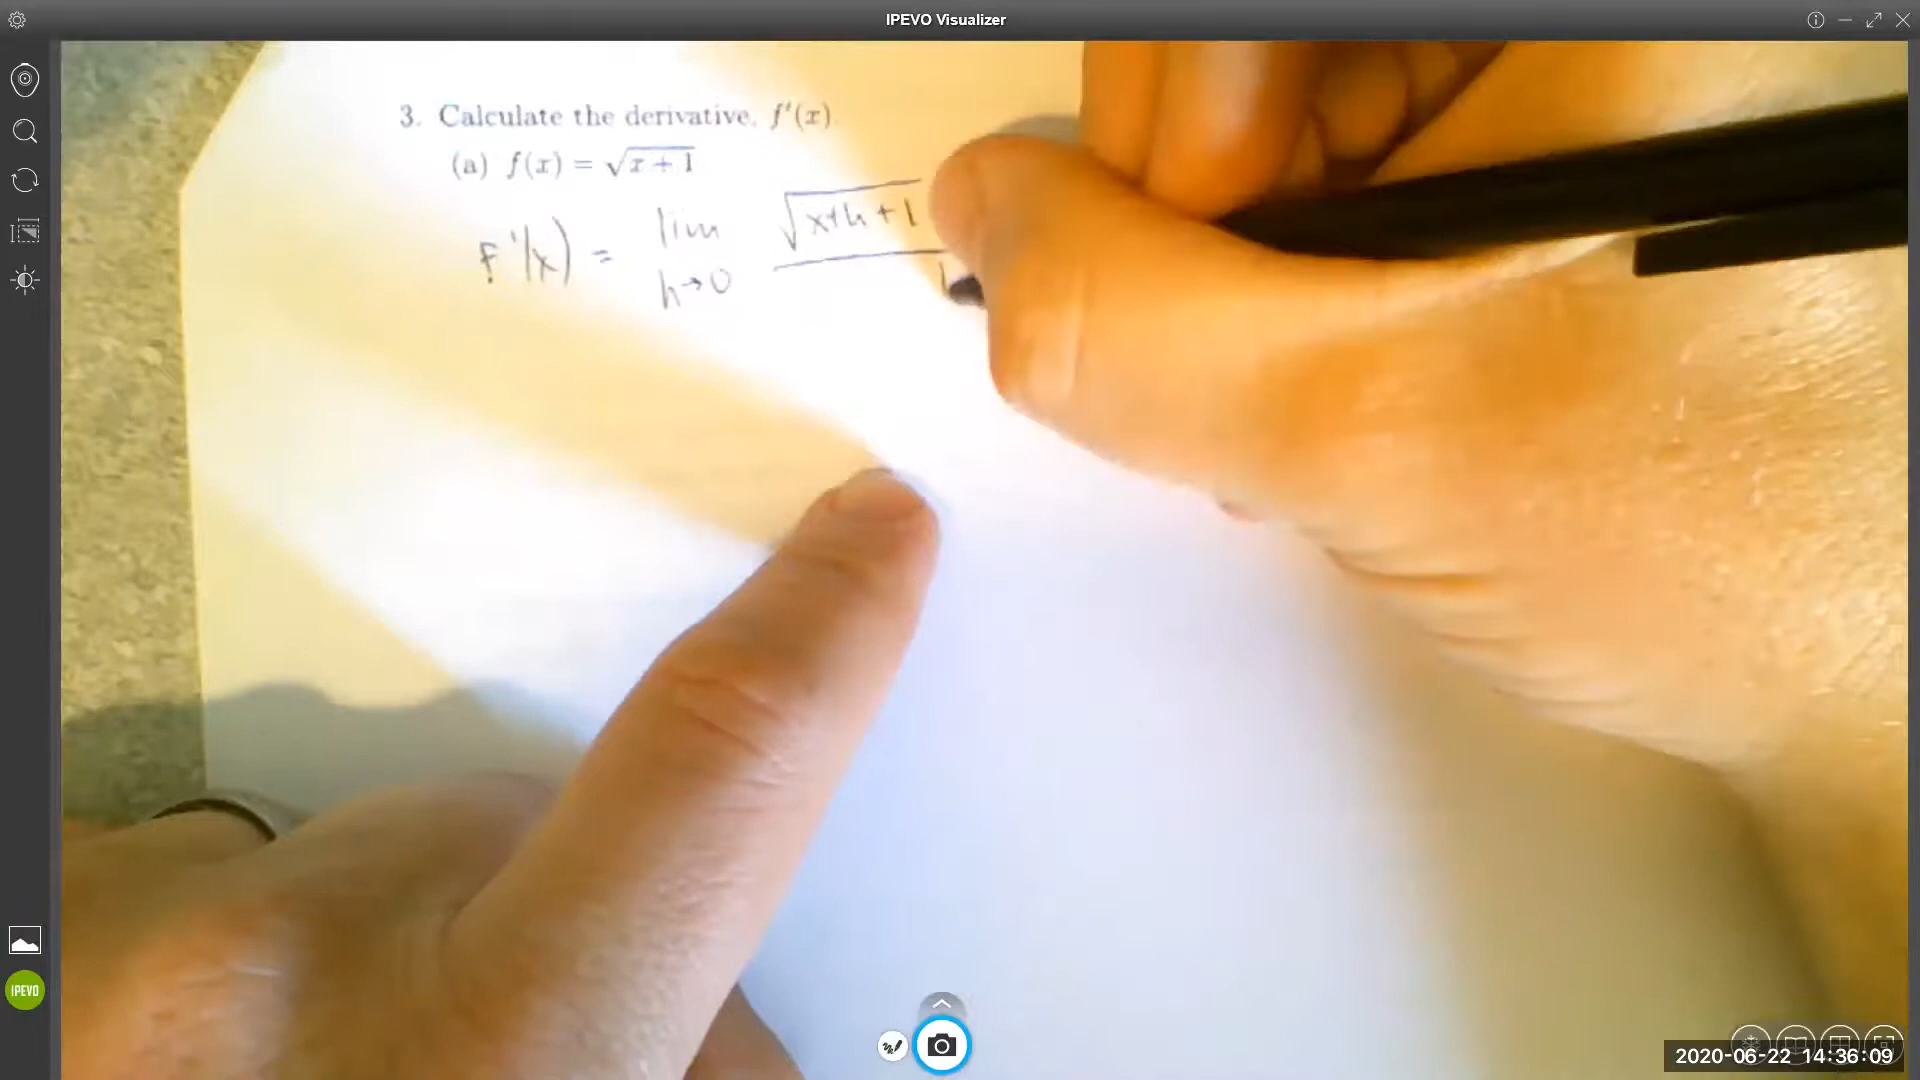 IPEVO Visualizer
3. Calculate the derivative, f'(x).
(a) f(x) = √x + 1
f'(x) = lim h→0 √x+h+1 / h
IPEVO
2020-06-22 14:36:09